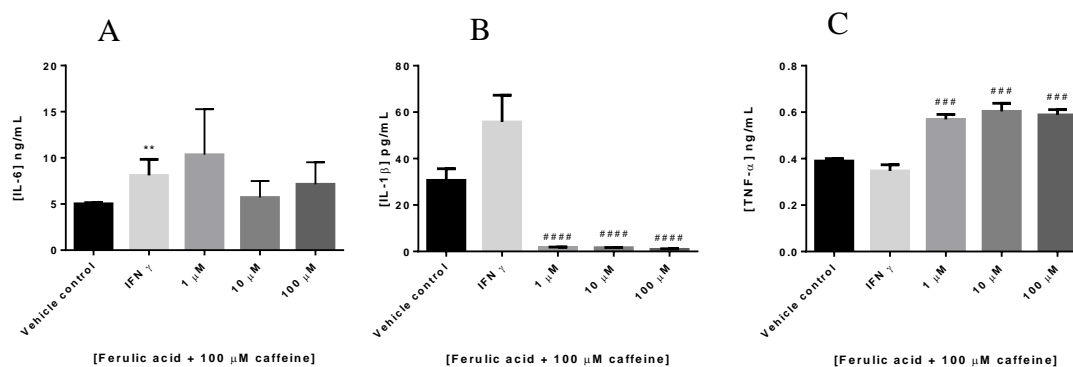 A
B
C
[IL-6] ng/mL
20
15
10
5
0
**
Vehicle control
IFN γ
1 μM
10 μM
100 μM
[Ferulic acid + 100 μM caffeine]
[IL-1β] pg/mL
80
60
40
20
0
####
####
####
Vehicle control
IFN γ
1 μM
10 μM
100 μM
[Ferulic acid + 100 μM caffeine]
[TNF-α] ng/mL
0.8
0.6
0.4
0.2
0.0
###
###
###
Vehicle control
IFN γ
1 μM
10 μM
100 μM
[Ferulic acid + 100 μM caffeine]